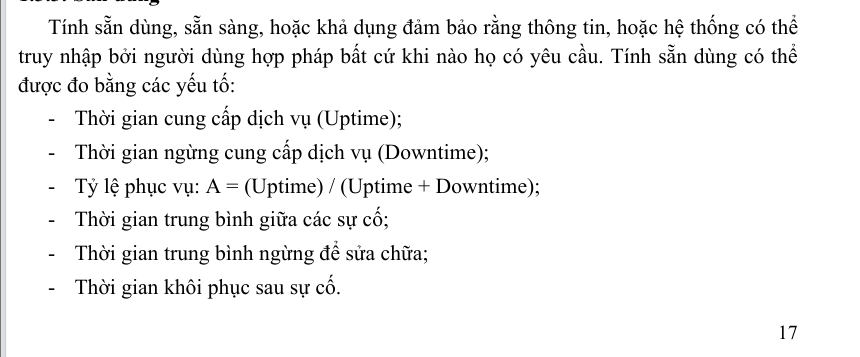 Tính sẵn dùng, sẵn sàng, hoặc khả dụng đảm bảo rằng thông tin, hoặc hệ thống có thể
truy nhập bởi người dùng hợp pháp bất cứ khi nào họ có yêu cầu. Tính sẵn dùng có thể
được đo bằng các yếu tố:
- Thời gian cung cấp dịch vụ (Uptime);
- Thời gian ngừng cung cấp dịch vụ (Downtime);
- Tỷ lệ phục vụ: A = (Uptime) / (Uptime + Downtime);
- Thời gian trung bình giữa các sự cố;
- Thời gian trung bình ngừng để sửa chữa;
- Thời gian khôi phục sau sự cố.
17